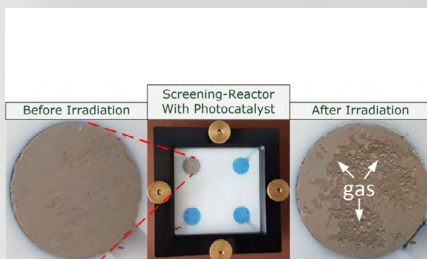 Before Irradiation
Screening-Reactor
With Photocatalyst
After Irradiation
gas